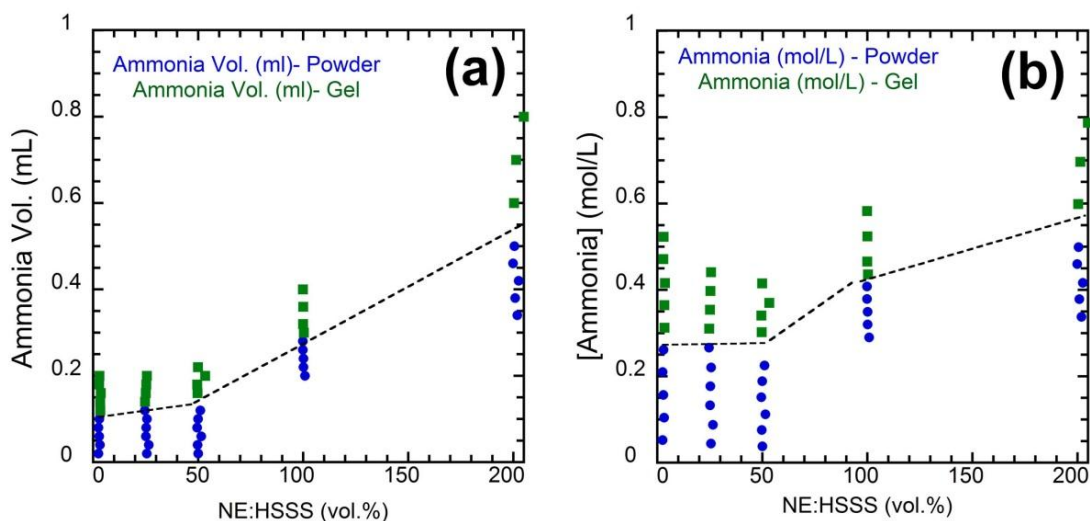 1
Ammonia Vol. (ml)- Powder
Ammonia Vol. (ml)- Gel
(a)
0.8
0.6
0.4
0.2
0
Ammonia Vol. (mL)
0 50 100 150 200
NE:HSSS (vol.%)
1
Ammonia (mol/L) - Powder
Ammonia (mol/L) - Gel
(b)
0.8
0.6
0.4
0.2
0
[Ammonia] (mol/L)
0 50 100 150 200
NE:HSSS (vol.%)